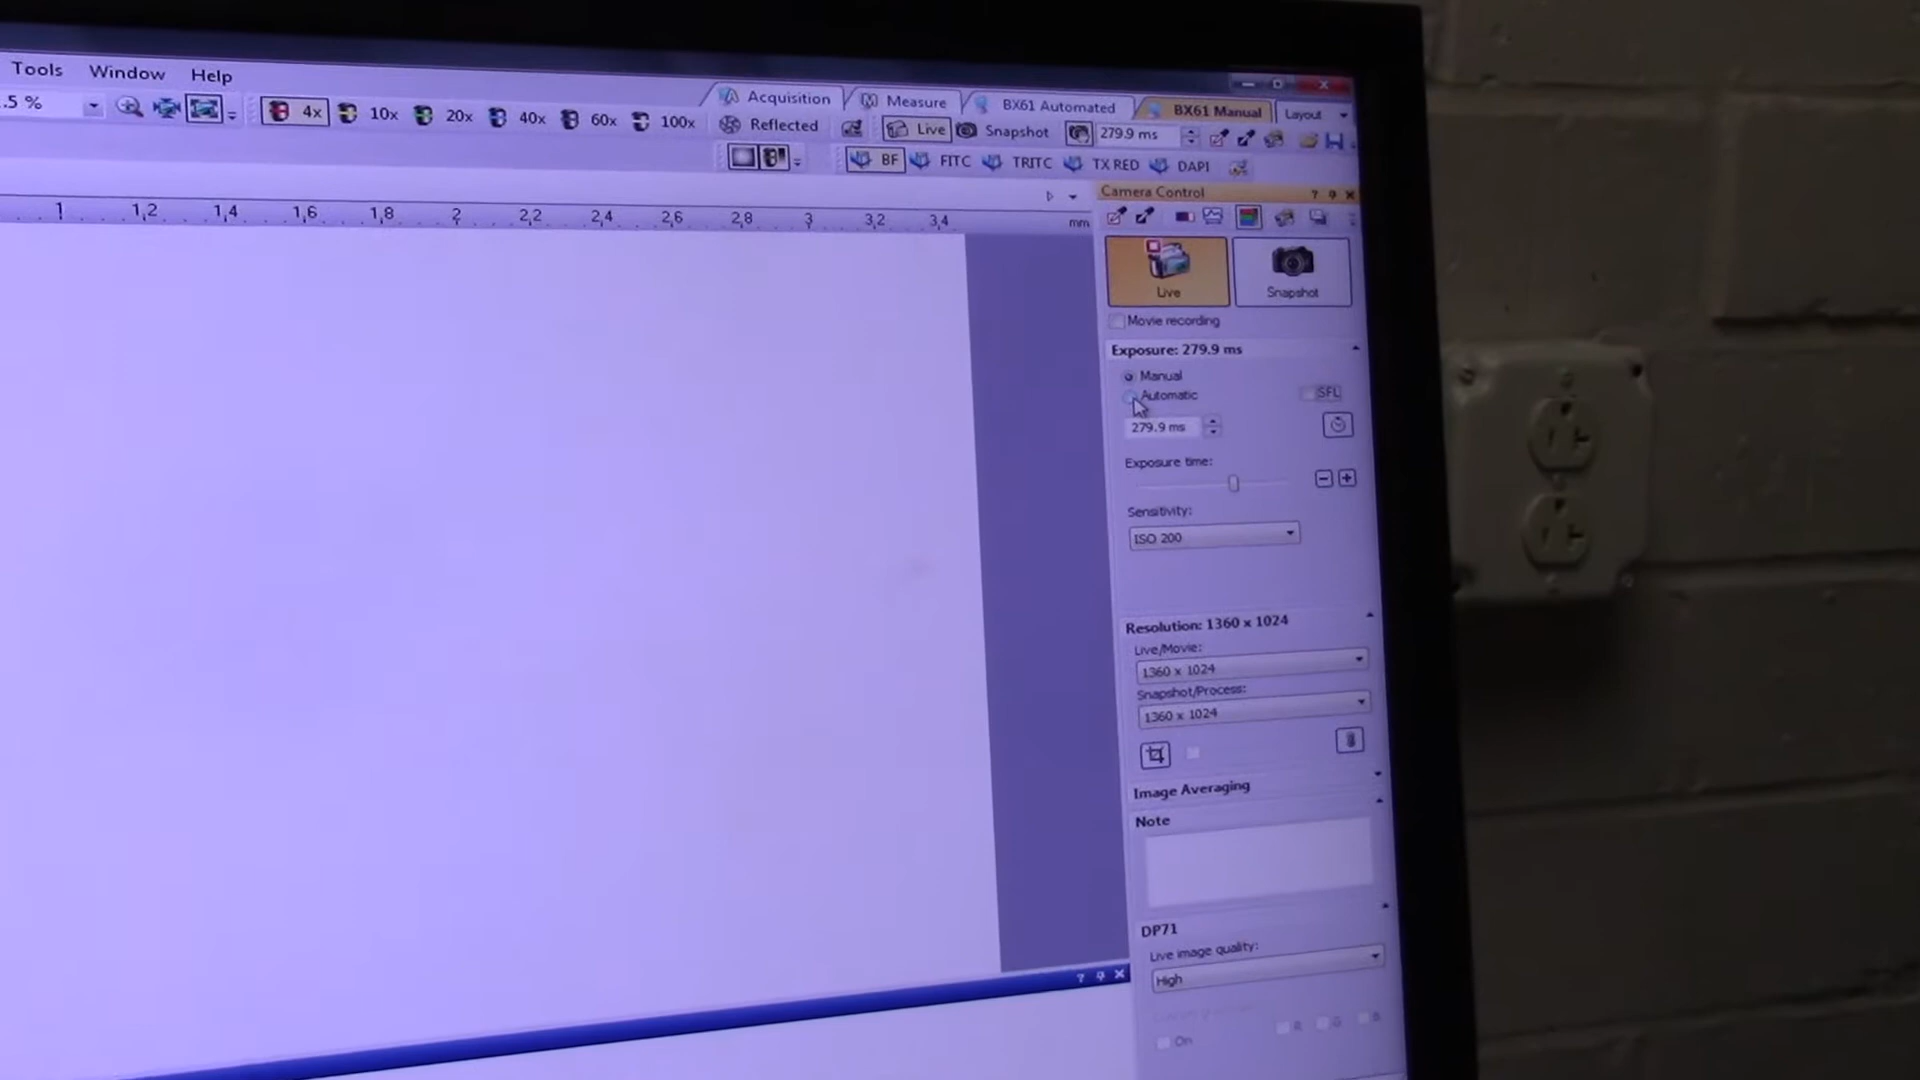 Tools Window Help
.5 % 4x 10x 20x 40x 60x 100x
Acquisition Measure BX61 Automated BX61 Manual Layout
Reflected Live Snapshot 279.9 ms
BF FITC TRITC TX RED DAPI
1 1,2 1,4 1,6 1,8 2 2,2 2,4 2,6 2,8 3 3,2 3,4 mm
Camera Control ?
Live Snapshot
Movie recording
Exposure: 279.9 ms
Manual
Automatic SFL
279.9 ms
Exposure time:
Sensitivity:
ISO 200
Resolution: 1360 x 1024
Live/Movie:
1360 x 1024
Snapshot/Process:
1360 x 1024
Image Averaging
Note
DP71
Live image quality:
High
On R G B
?